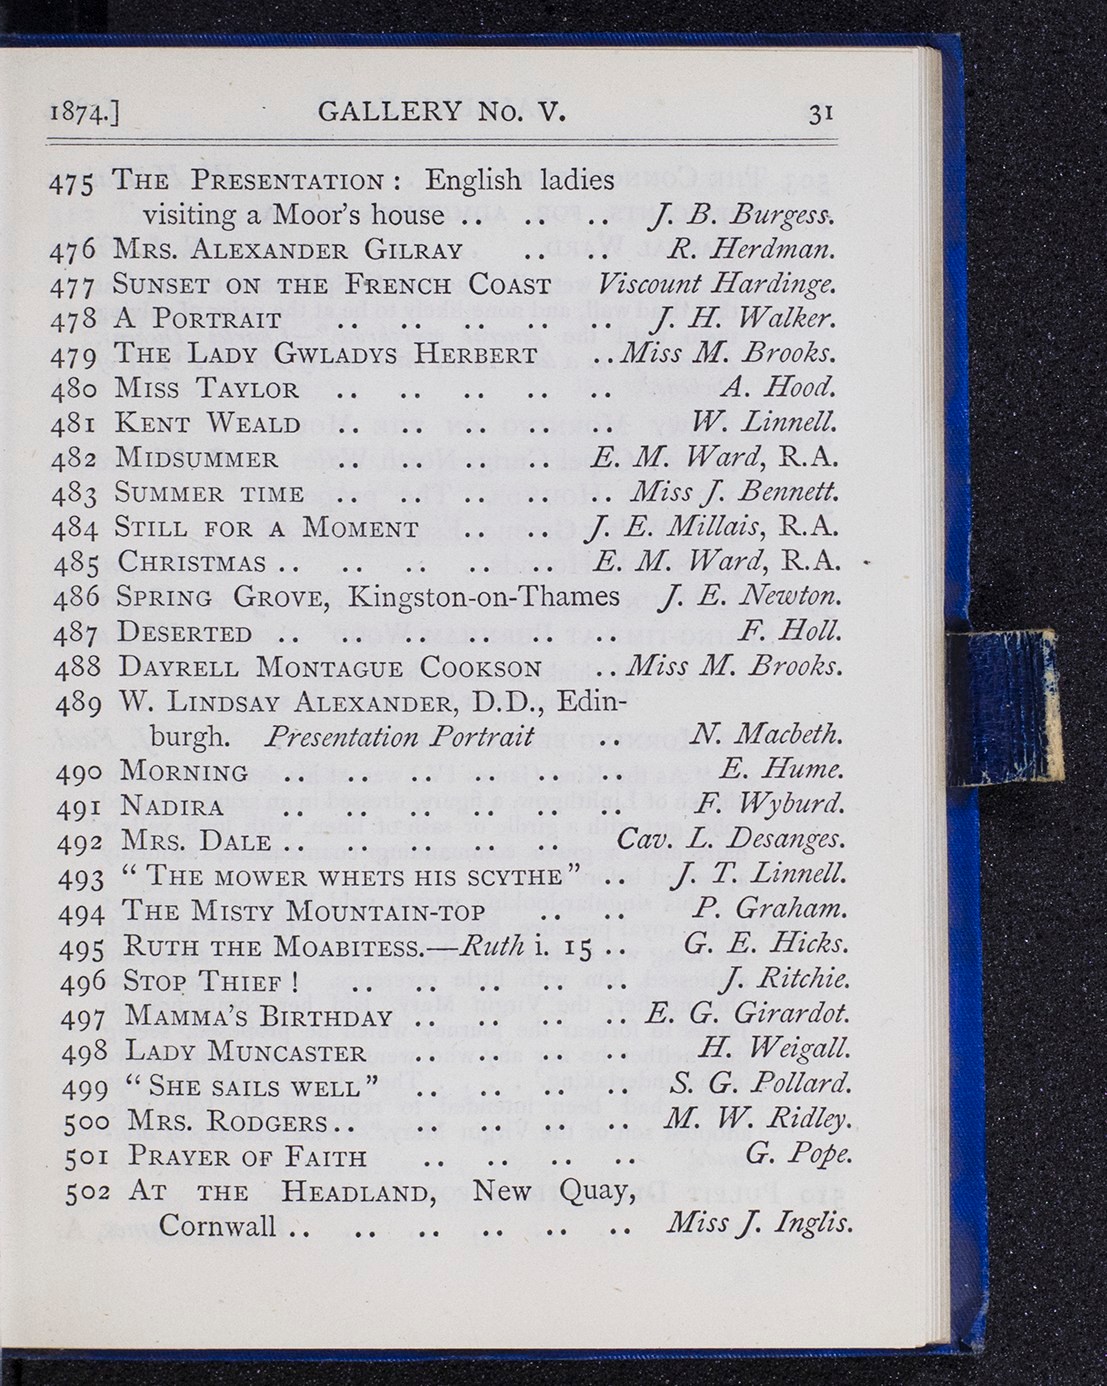 1874.] GALLERY No. V. 31
475 THE PRESENTATION : English ladies
visiting a Moor's house .. .. .. J. B. Burgess.
476 MRS. ALEXANDER GILRAY .. .. R. Herdman.
477 SUNSET ON THE FRENCH COAST Viscount Hardinge.
478 A PORTRAIT .. .. .. .. .. J. H. Walker.
479 THE LADY GWLADYS HERBERT .. Miss M. Brooks.
480 MISS TAYLOR .. .. .. .. .. A. Hood.
481 KENT WEALD .. .. .. .. .. W. Linnell.
482 MIDSUMMER .. .. .. .. E. M. Ward, R.A.
483 SUMMER TIME .. .. .. .. .. Miss J. Bennett.
484 STILL FOR A MOMENT .. .. J. E. Millais, R.A.
485 CHRISTMAS .. .. .. .. .. E. M. Ward, R.A.
486 SPRING GROVE, Kingston-on-Thames J. E. Newton.
487 DESERTED .. .. .. .. .. .. F. Holl.
488 DAYRELL MONTAGUE COOKSON .. Miss M. Brooks.
489 W. LINDSAY ALEXANDER, D.D., Edin-
burgh. Presentation Portrait .. N. Macbeth.
490 MORNING .. .. .. .. .. E. Hume.
491 NADIRA .. .. .. .. .. .. F. Wyburd.
492 MRS. DALE .. .. .. .. .. Cav. L. Desanges.
493 “ THE MOWER WHETS HIS SCYTHE” .. J. T. Linnell.
494 THE MISTY MOUNTAIN-TOP .. .. P. Graham.
495 RUTH THE MOABITESS.—Ruth i. 15 .. G. E. Hicks.
496 STOP THIEF ! .. .. .. .. .. J. Ritchie.
497 MAMMA'S BIRTHDAY .. .. .. E. G. Girardot.
498 LADY MUNCASTER .. .. .. .. H. Weigall.
499 “ SHE SAILS WELL” .. .. .. .. S. G. Pollard.
500 MRS. RODGERS .. .. .. .. .. M. W. Ridley.
501 PRAYER OF FAITH .. .. .. .. G. Pope.
502 AT THE HEADLAND, New Quay,
Cornwall .. .. .. .. .. .. Miss J. Inglis.